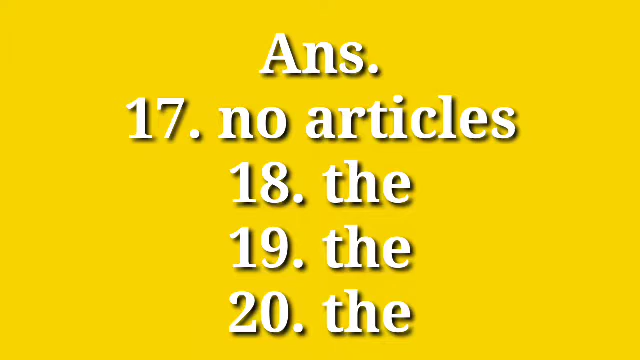 Ans.
17. no articles
18. the
19. the
20. the